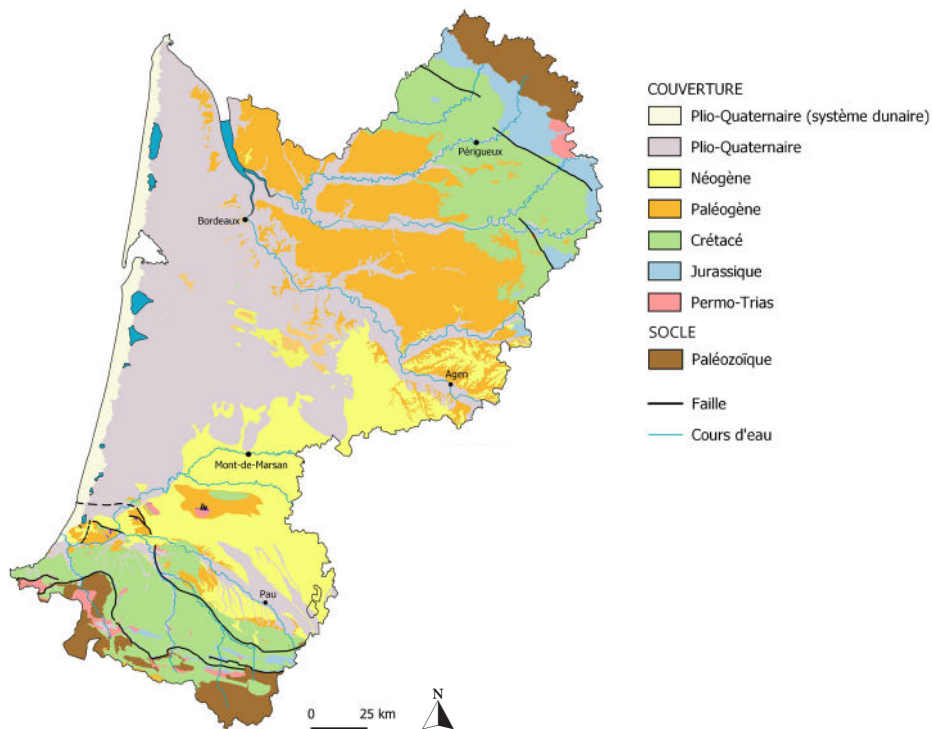 COUVERTURE
Plio-Quaternaire (système dunaire)
Plio-Quaternaire
Néogène
Paléogène
Crétacé
Jurassique
Permo-Trias
SOCLE
Paléozoïque
Faille
Cours d'eau
Périgueux
Bordeaux
Agen
Mont-de-Marsan
Pau
N
0 25 km